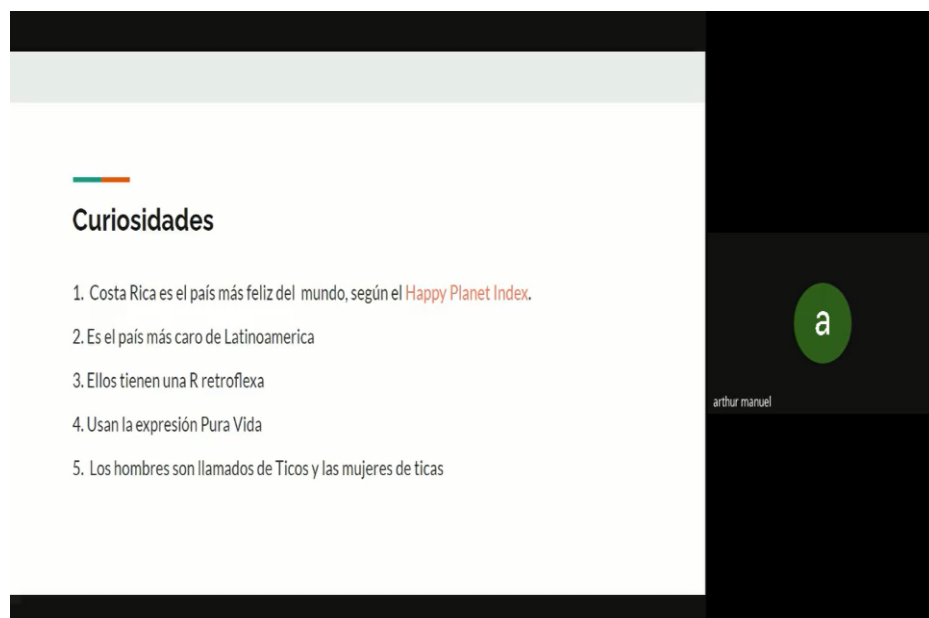 Curiosidades
1. Costa Rica es el país más feliz del mundo, según el Happy Planet Index.
2. Es el país más caro de Latinoamerica
3. Ellos tienen una R retroflexa
4. Usan la expresión Pura Vida
5. Los hombres son llamados de Ticos y las mujeres de ticas
a
arthur manuel